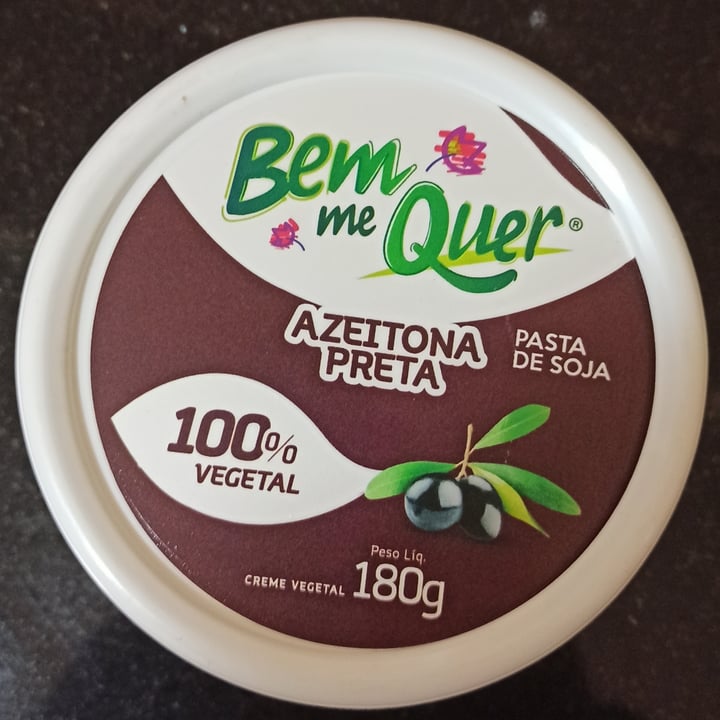 Bem
me Quer®
AZEITONA
PRETA
PASTA
DE SOJA
100%
VEGETAL
Peso Líq.
CREME VEGETAL 180g